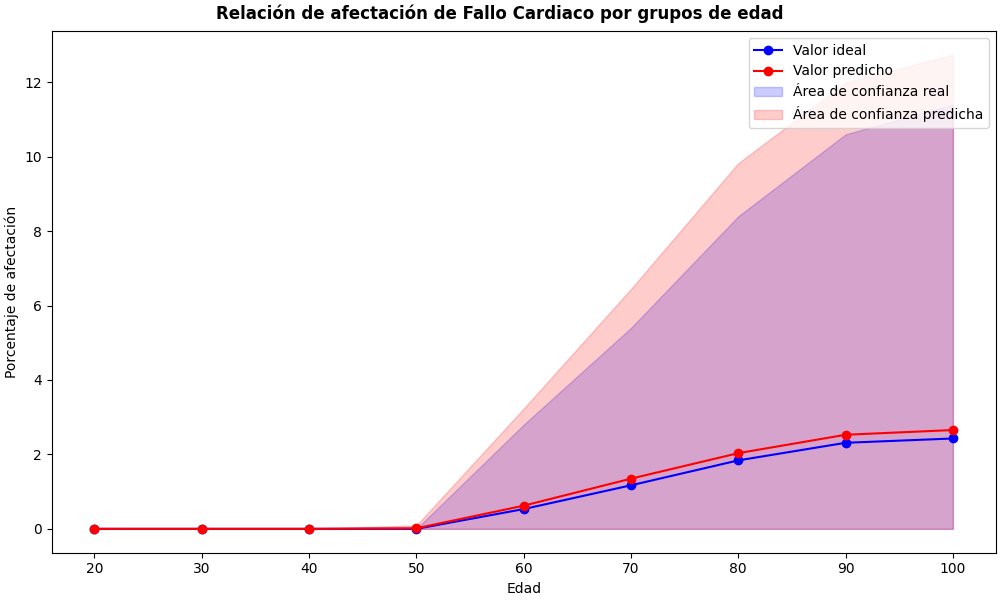 Relación de afectación de Fallo Cardiaco por grupos de edad
Valor ideal
Valor predicho
Área de confianza real
Área de confianza predicha
Porcentaje de afectación
12
10
8
6
4
2
0
20 30 40 50 60 70 80 90 100
Edad